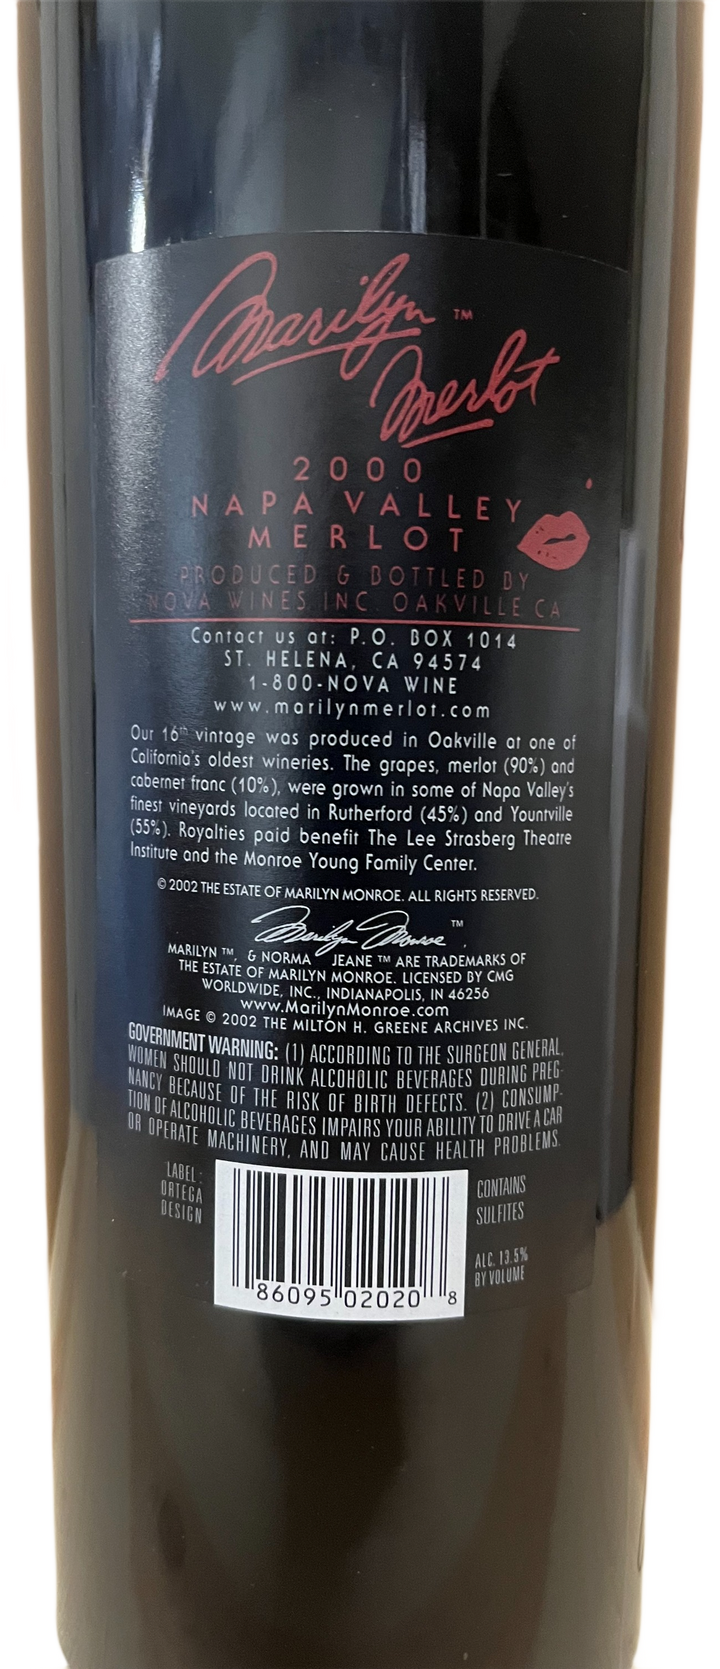 Marilyn ™
Merlot
2000
NAPA VALLEY
MERLOT
PRODUCED & BOTTLED BY
NOVA WINES INC. OAKVILLE CA
Contact us at: P.O. BOX 1014
ST. HELENA, CA 94574
1-800-NOVA WINE
www.marilynmerlot.com
Our 16th vintage was produced in Oakville at one of
California's oldest wineries. The grapes, merlot (90%) and
cabernet franc (10%), were grown in some of Napa Valley's
finest vineyards located in Rutherford (45%) and Yountville
(55%). Royalties paid benefit The Lee Strasberg Theatre
Institute and the Monroe Young Family Center.
© 2002 THE ESTATE OF MARILYN MONROE. ALL RIGHTS RESERVED.
Marilyn Monroe ™.
MARILYN ™, & NORMA JEANE ™ ARE TRADEMARKS OF
THE ESTATE OF MARILYN MONROE. LICENSED BY CMG
WORLDWIDE, INC., INDIANAPOLIS, IN 46256
www.MarilynMonroe.com
IMAGE © 2002 THE MILTON H. GREENE ARCHIVES INC.
GOVERNMENT WARNING: (1) ACCORDING TO THE SURGEON GENERAL,
WOMEN SHOULD NOT DRINK ALCOHOLIC BEVERAGES DURING PREG-
NANCY BECAUSE OF THE RISK OF BIRTH DEFECTS. (2) CONSUMP-
TION OF ALCOHOLIC BEVERAGES IMPAIRS YOUR ABILITY TO DRIVE A CAR
OR OPERATE MACHINERY, AND MAY CAUSE HEALTH PROBLEMS.
LABEL:
ORTEGA
DESIGN
86095 02020 8
CONTAINS
SULFITES
ALC. 13.5%
BY VOLUME